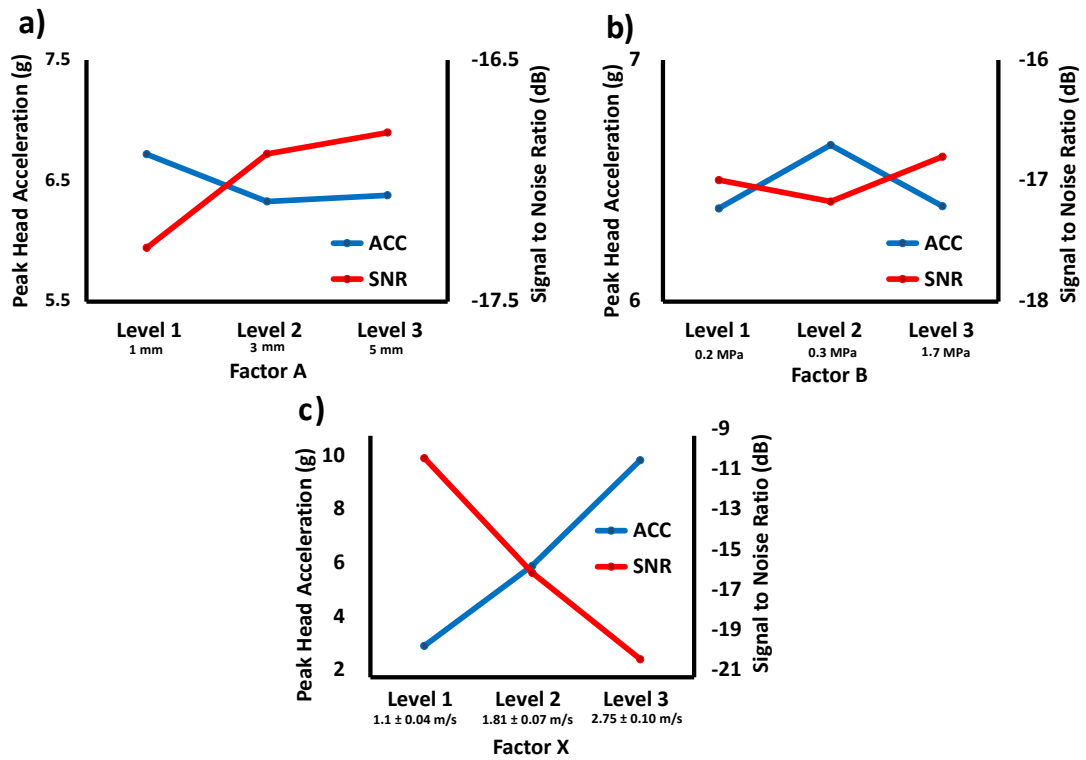 a)
Peak Head Acceleration (g)
7.5
6.5
5.5
-16.5
-17.5
Signal to Noise Ratio (dB)
ACC
SNR
Level 1
Level 2
Level 3
1 mm
3 mm
5 mm
Factor A
b)
Peak Head Acceleration (g)
7
6
-16
-17
-18
Signal to Noise Ratio (dB)
ACC
SNR
Level 1
Level 2
Level 3
0.2 MPa
0.3 MPa
1.7 MPa
Factor B
c)
Peak Head Acceleration (g)
10
8
6
4
2
-9
-11
-13
-15
-17
-19
-21
Signal to Noise Ratio (dB)
ACC
SNR
Level 1
Level 2
Level 3
1.1 ± 0.04 m/s
1.81 ± 0.07 m/s
2.75 ± 0.10 m/s
Factor X